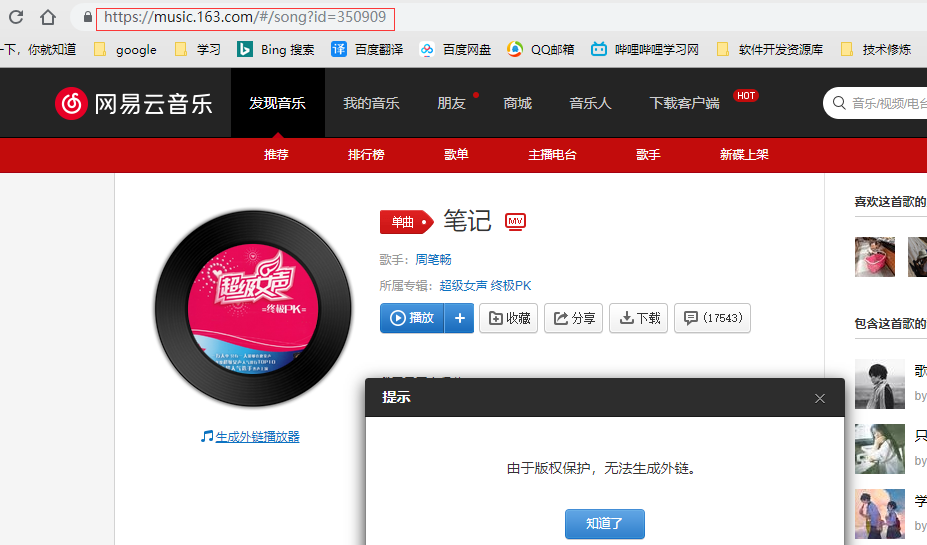 https://music.163.com/#/song?id=350909
一下，你就知道 google 学习 Bing 搜索 译 百度翻译 百度网盘 QQ邮箱 哔哩哔哩学习网 软件开发资源库 技术修炼
网易云音乐 发现音乐 我的音乐 朋友 商城 音乐人 下载客户端 HOT 音乐/视频/电台
推荐 排行榜 歌单 主播电台 歌手 新碟上架
喜欢这首歌的
单曲 笔记 MV
歌手：周笔畅
所属专辑：超级女声 终极PK
超级女声
=终极PK=
播放 + 收藏 分享 下载 (17543)
包含这首歌的
歌
by
生成外链播放器
提示
只
by
由于版权保护，无法生成外链。
学
by
知道了